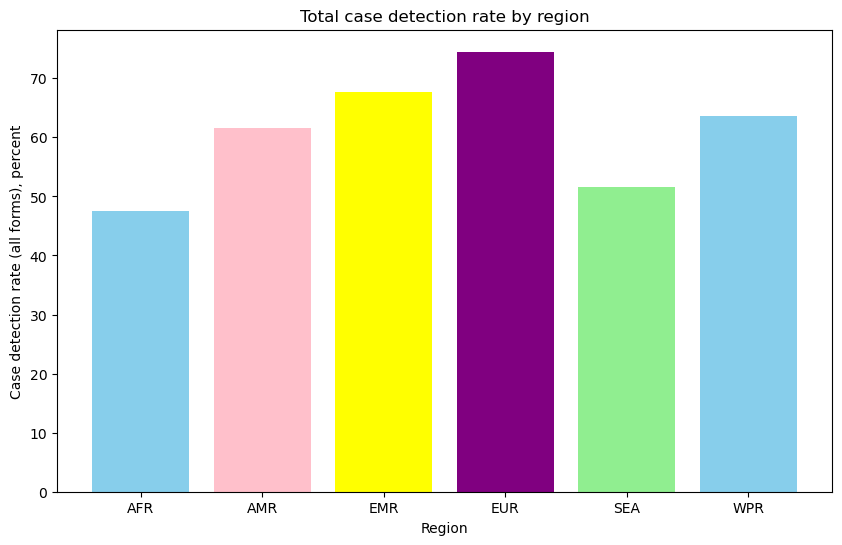 Total case detection rate by region
Case detection rate (all forms), percent
70
60
50
40
30
20
10
0
AFR AMR EMR EUR SEA WPR
Region